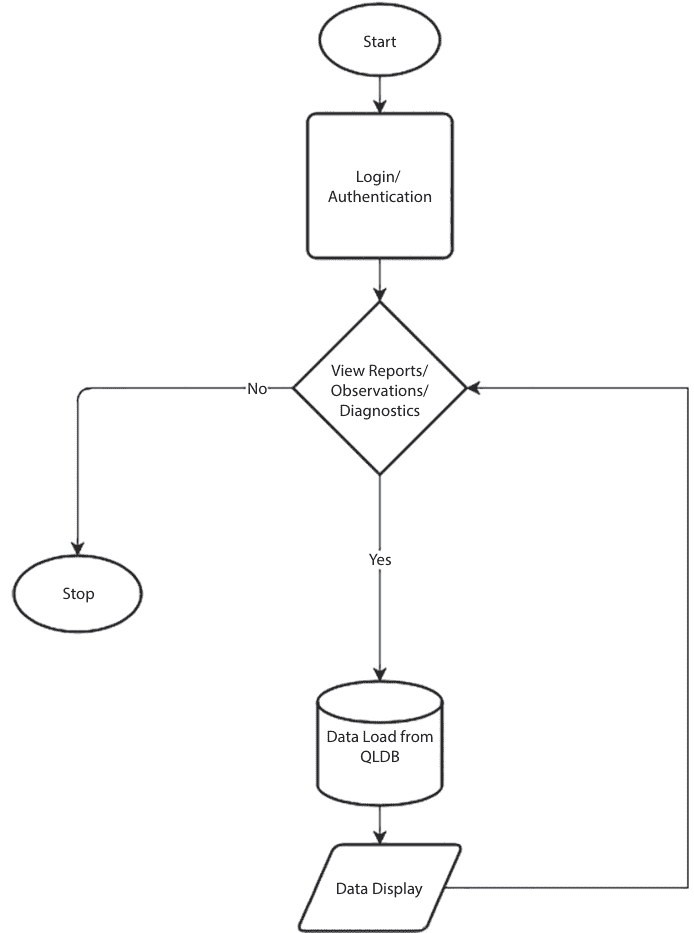 Start
Login/
Authentication
View Reports/
Observations/
Diagnostics
No
Yes
Stop
Data Load from
QLDB
Data Display